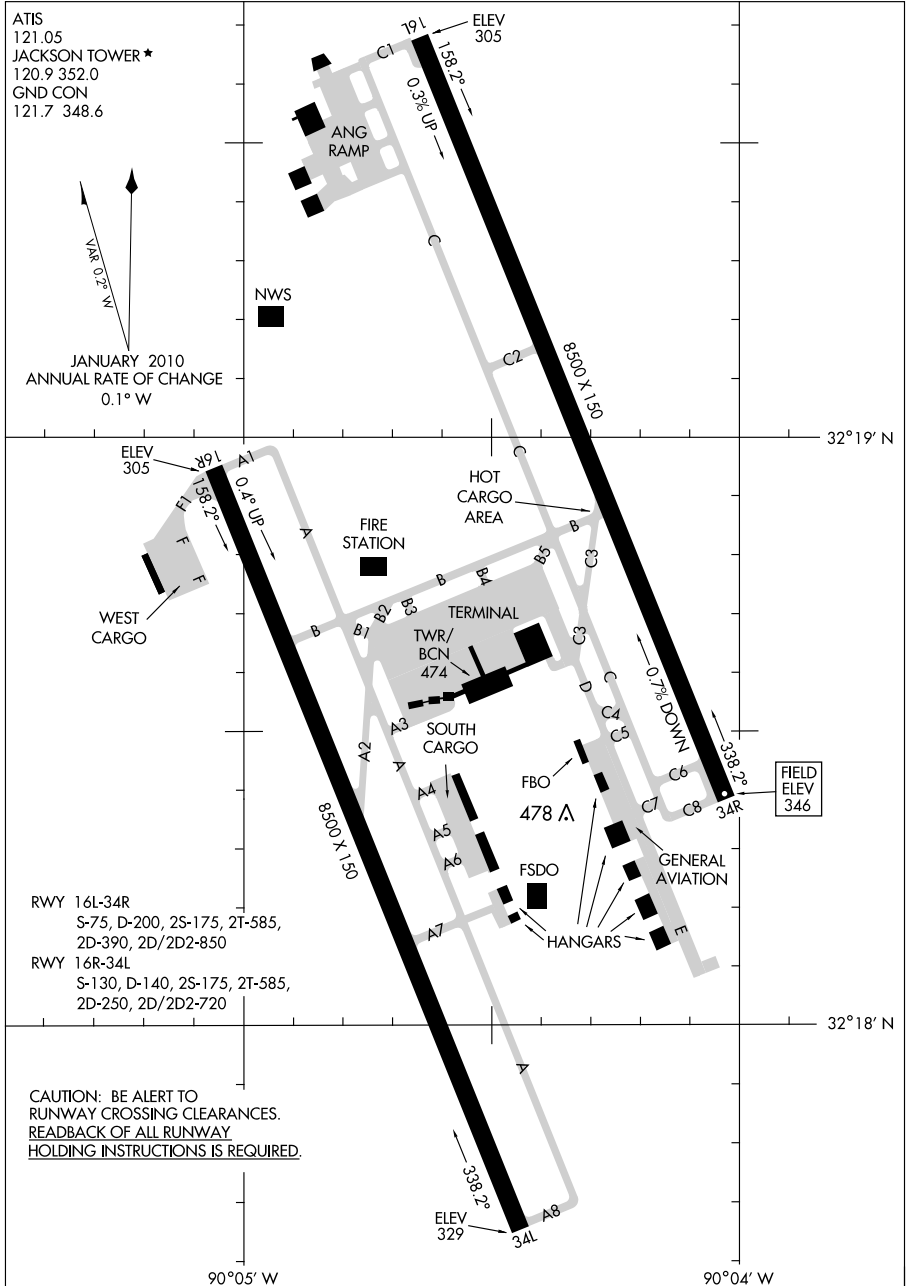 ATIS
121.05
JACKSON TOWER★
120.9 352.0
GND CON
121.7 348.6
VAR 0.2° W
JANUARY 2010
ANNUAL RATE OF CHANGE
0.1° W
16L
ELEV
305
158.2°
0.3% UP
C1
ANG
RAMP
C
NWS
C2
8500 X 150
32°19' N
ELEV
305
16R
A1
158.2°
0.4° UP
F1
F
F
WEST
CARGO
A
FIRE
STATION
HOT
CARGO
AREA
C
B
B5
C3
B4
B
B3
B2
B1
B
TERMINAL
TWR/
BCN
474
C3
D
C
C4
C5
0.7% DOWN
338.2°
C6
C7
C8
34R
FIELD
ELEV
346
A3
A2
A
SOUTH
CARGO
A4
A5
A6
A7
8500 X 150
FBO
478
GENERAL
AVIATION
FSDO
HANGARS
E
RWY 16L-34R
S-75, D-200, 2S-175, 2T-585,
2D-390, 2D/2D2-850
RWY 16R-34L
S-130, D-140, 2S-175, 2T-585,
2D-250, 2D/2D2-720
32°18' N
A
CAUTION: BE ALERT TO
RUNWAY CROSSING CLEARANCES.
READBACK OF ALL RUNWAY
HOLDING INSTRUCTIONS IS REQUIRED.
338.2°
ELEV
329
34L
A8
90°05' W
90°04' W